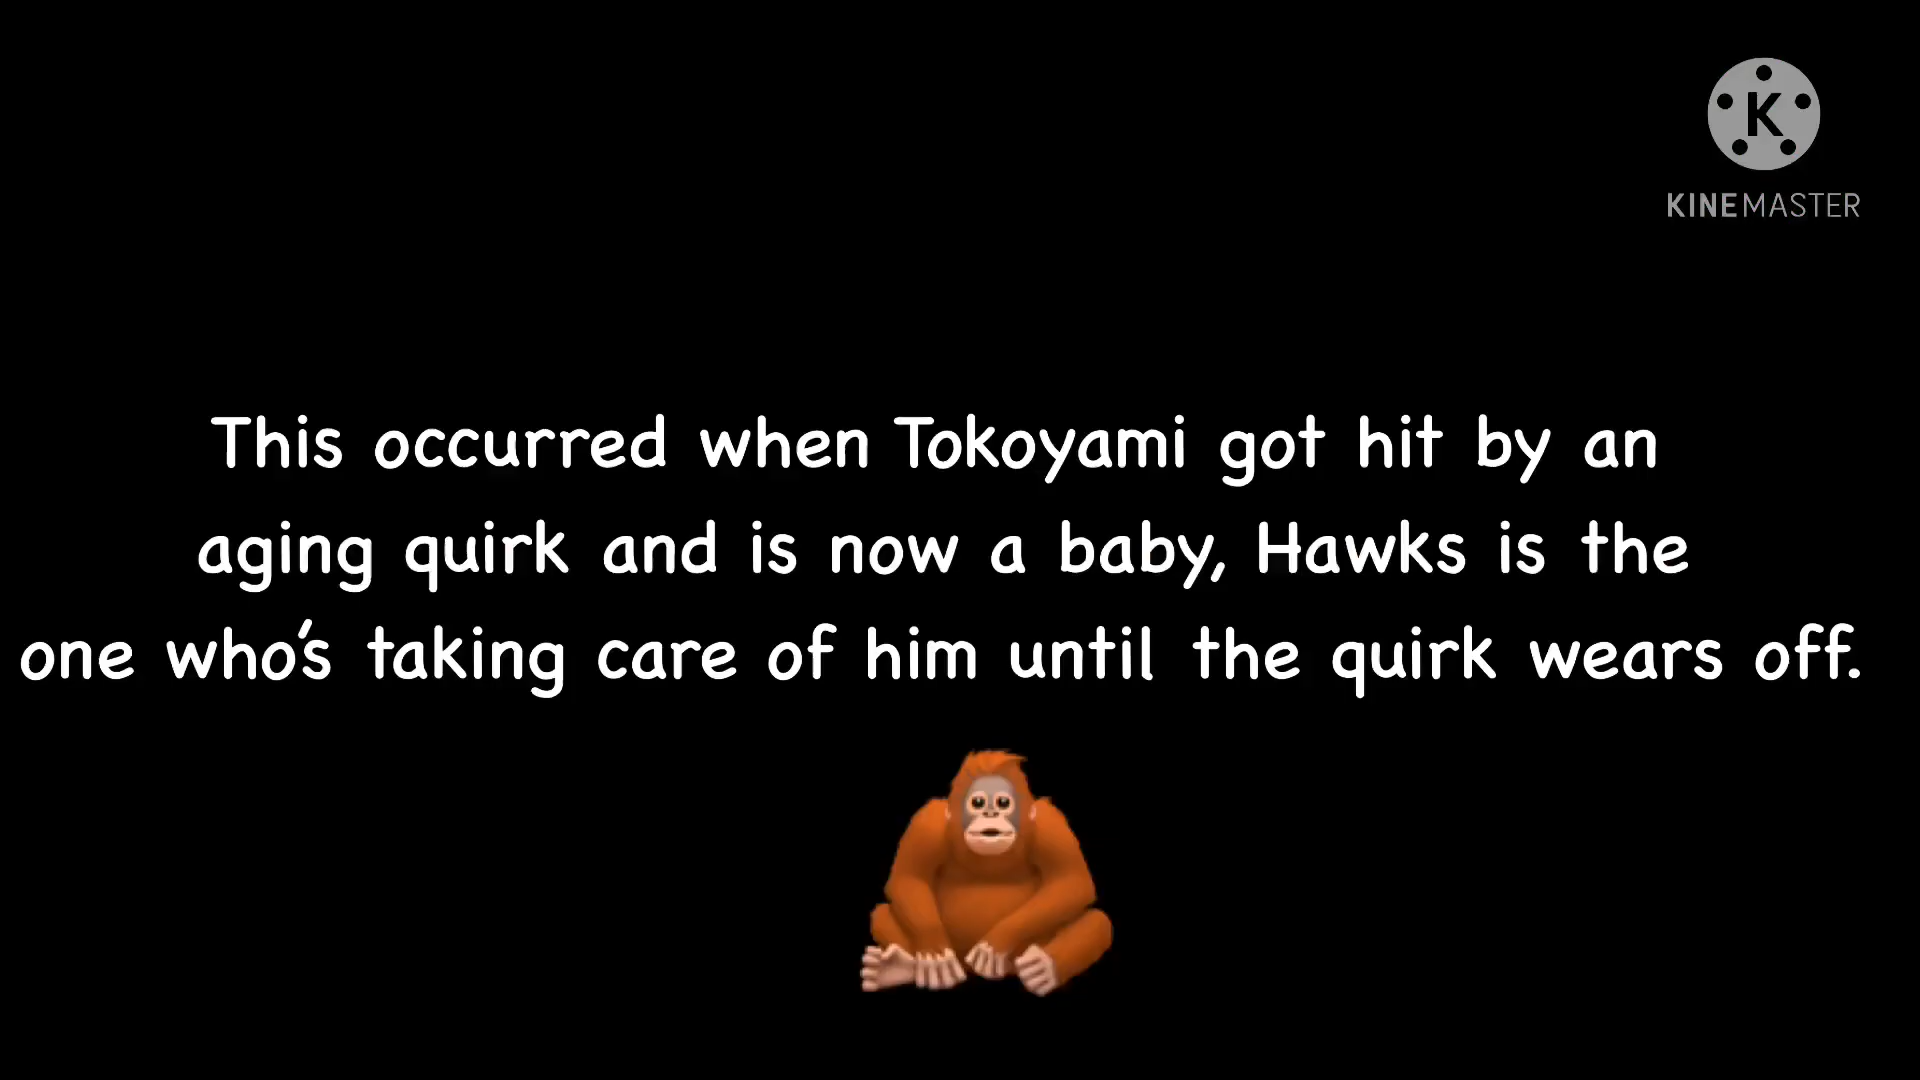 K
KINEMASTER
This occurred when Tokoyami got hit by an
aging quirk and is now a baby, Hawks is the
one who's taking care of him until the quirk wears off.